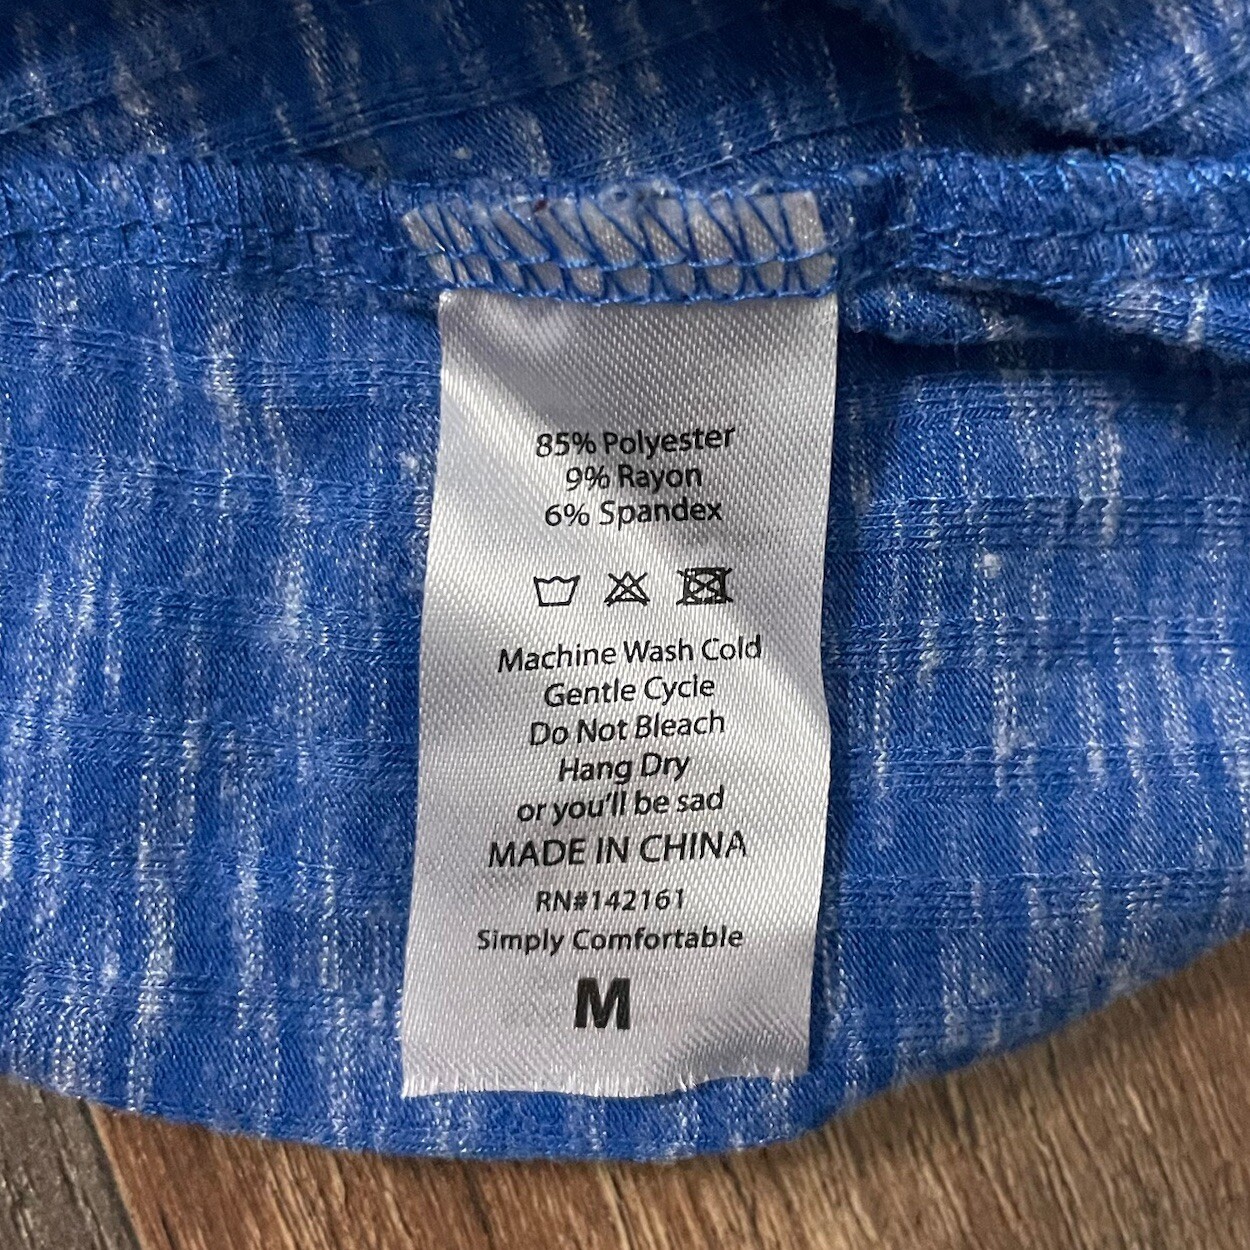 85% Polyester
9% Rayon
6% Spandex
Machine Wash Cold
Gentle Cycle
Do Not Bleach
Hang Dry
or you'll be sad
MADE IN CHINA
RN#142161
Simply Comfortable
M